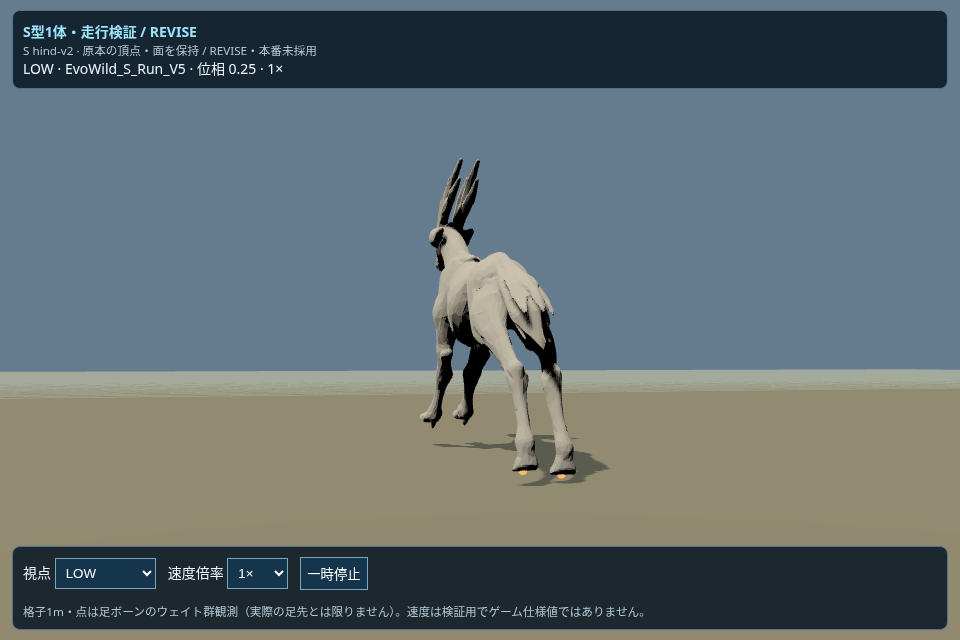 S型1体・走行検証 / REVISE
S hind-v2 · 原本の頂点・面を保持 / REVISE・本番未採用
LOW · EvoWild_S_Run_V5 · 位相 0.25 · 1×
視点 LOW 速度倍率 1× 一時停止
格子1m・点は足ボーンのウェイト群観測（実際の足先とは限りません）。速度は検証用でゲーム仕様値ではありません。